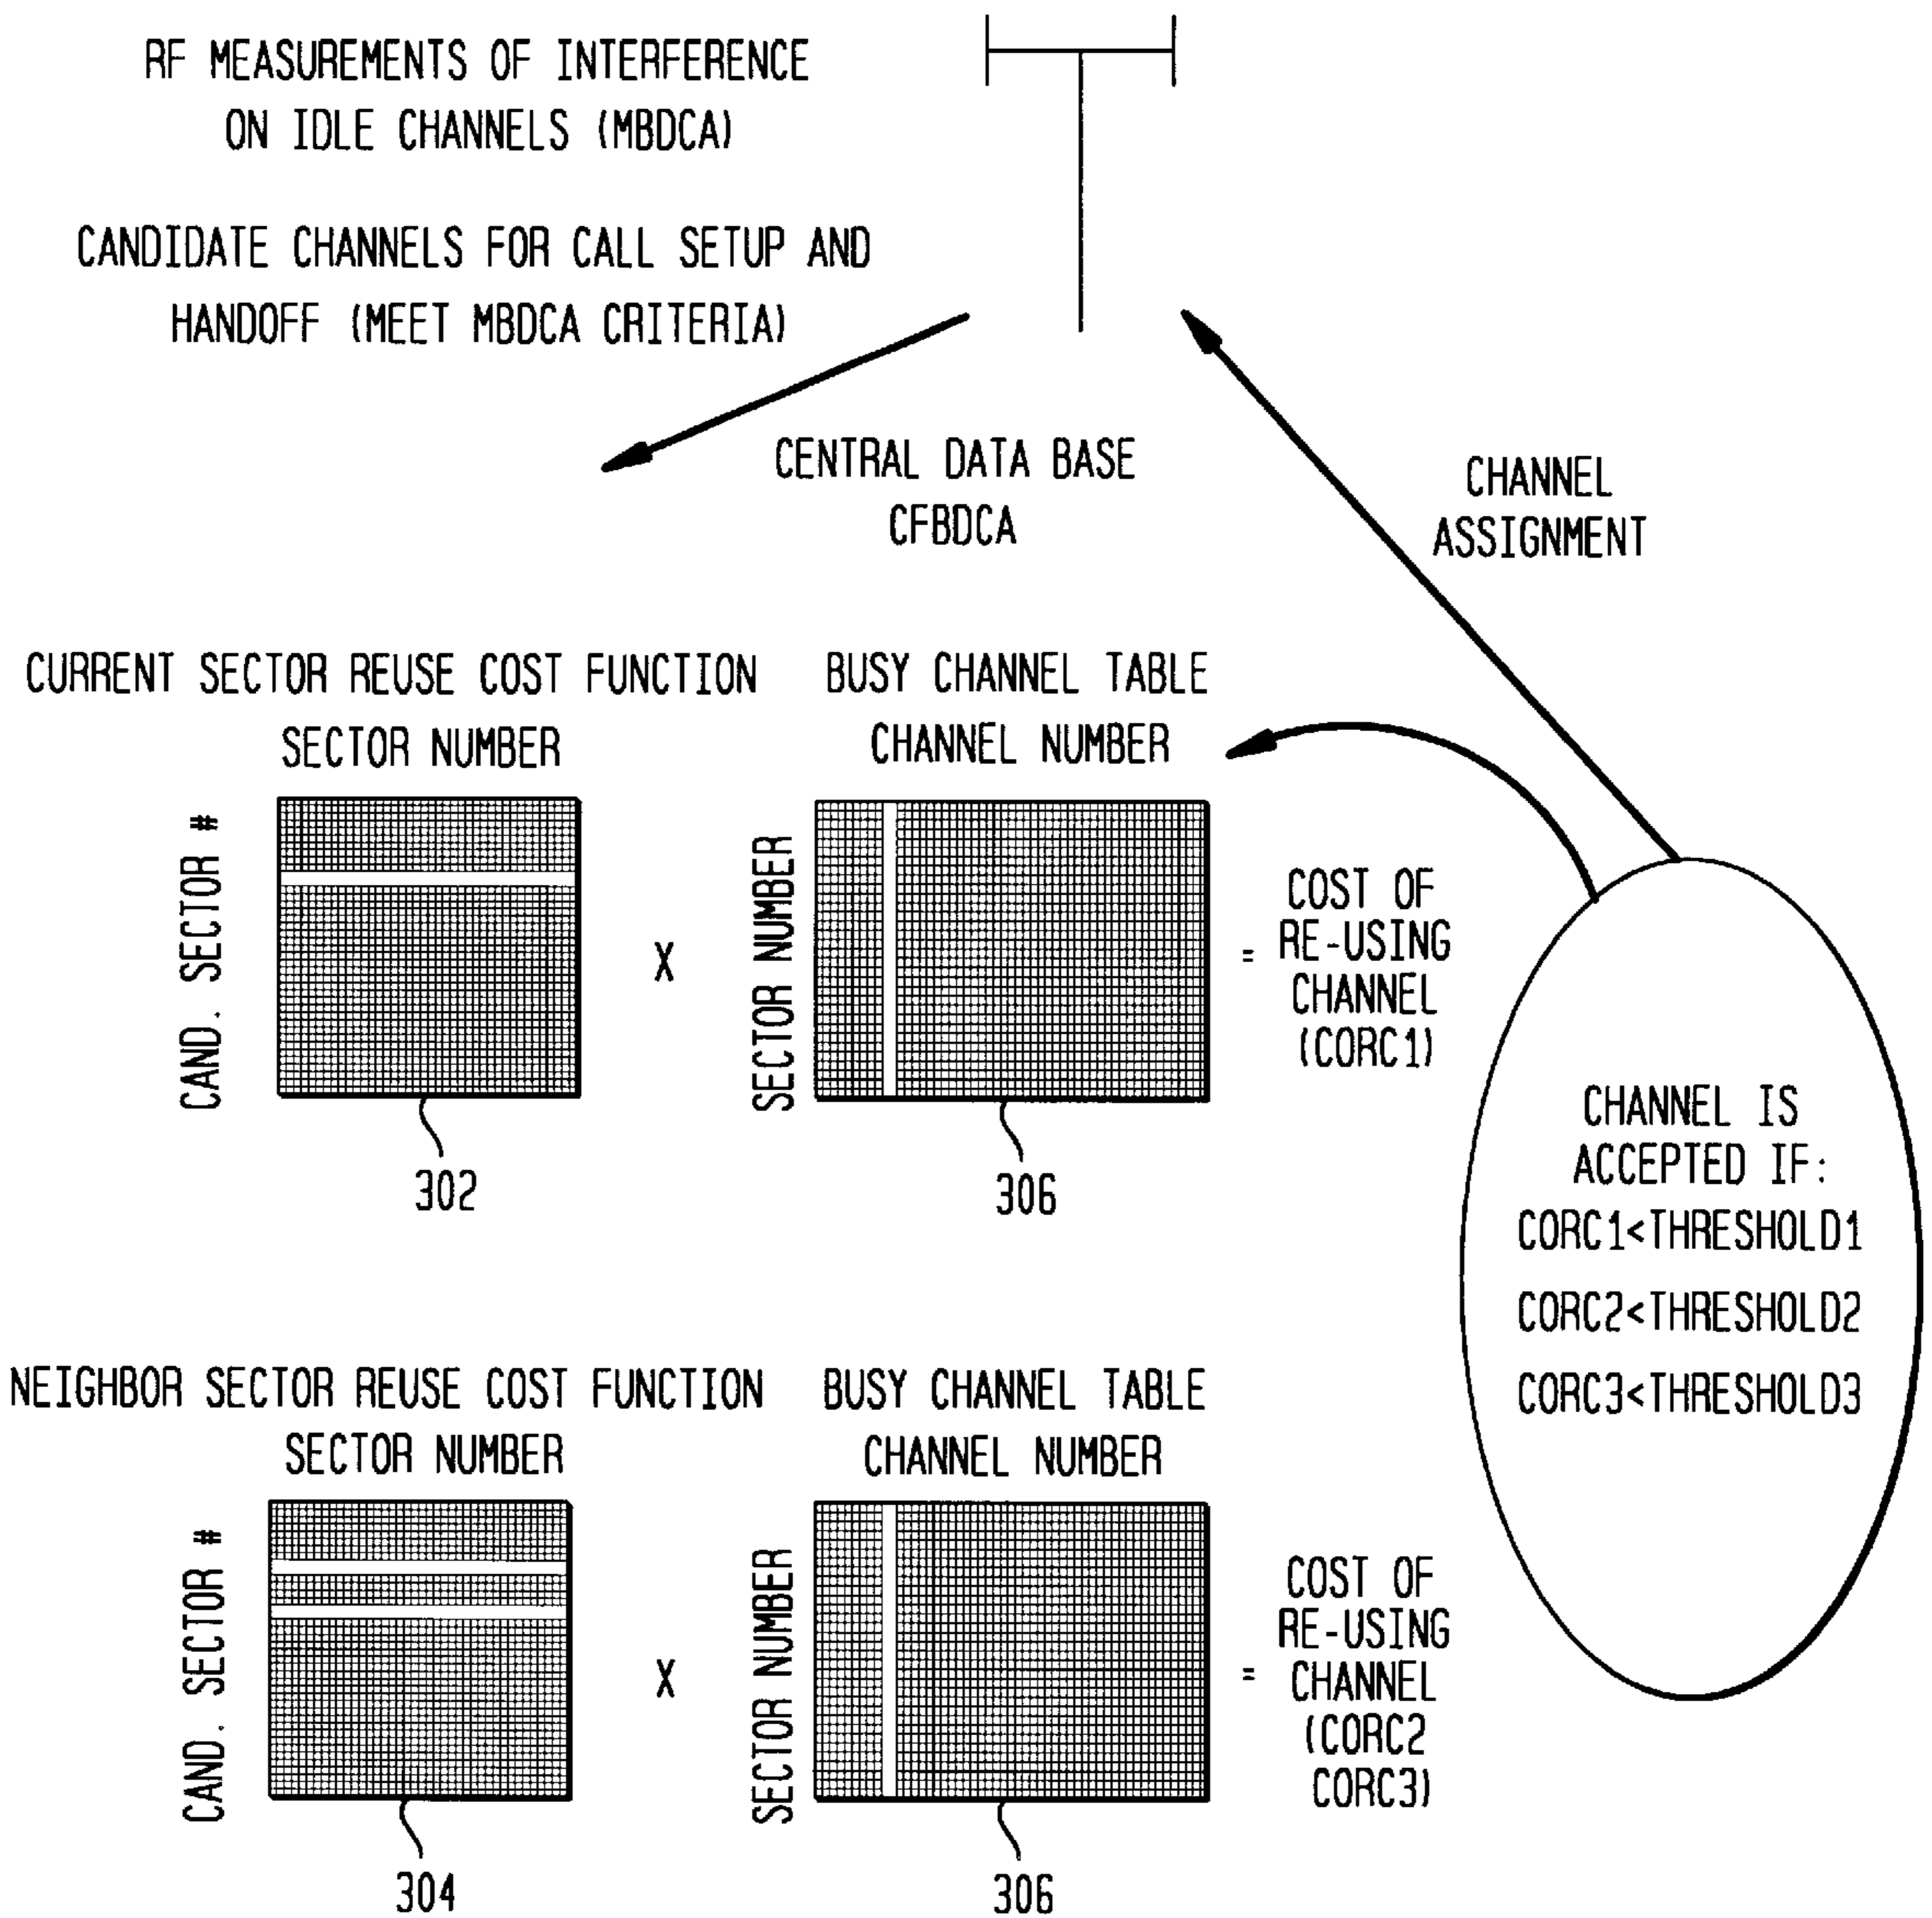 RF MEASUREMENTS OF INTERFERENCE
ON IDLE CHANNELS (MBDCA)
CANDIDATE CHANNELS FOR CALL SETUP AND
HANDOFF (MEET MBDCA CRITERIA)
CENTRAL DATA BASE
CFBDCA
CHANNEL
ASSIGNMENT
CURRENT SECTOR REUSE COST FUNCTION
SECTOR NUMBER
CAND. SECTOR #
302
X
BUSY CHANNEL TABLE
CHANNEL NUMBER
SECTOR NUMBER
306
=
COST OF
RE-USING
CHANNEL
(CORC1)
CHANNEL IS
ACCEPTED IF:
CORC1<THRESHOLD1
CORC2<THRESHOLD2
CORC3<THRESHOLD3
NEIGHBOR SECTOR REUSE COST FUNCTION
SECTOR NUMBER
CAND. SECTOR #
304
X
BUSY CHANNEL TABLE
CHANNEL NUMBER
SECTOR NUMBER
306
=
COST OF
RE-USING
CHANNEL
(CORC2
CORC3)